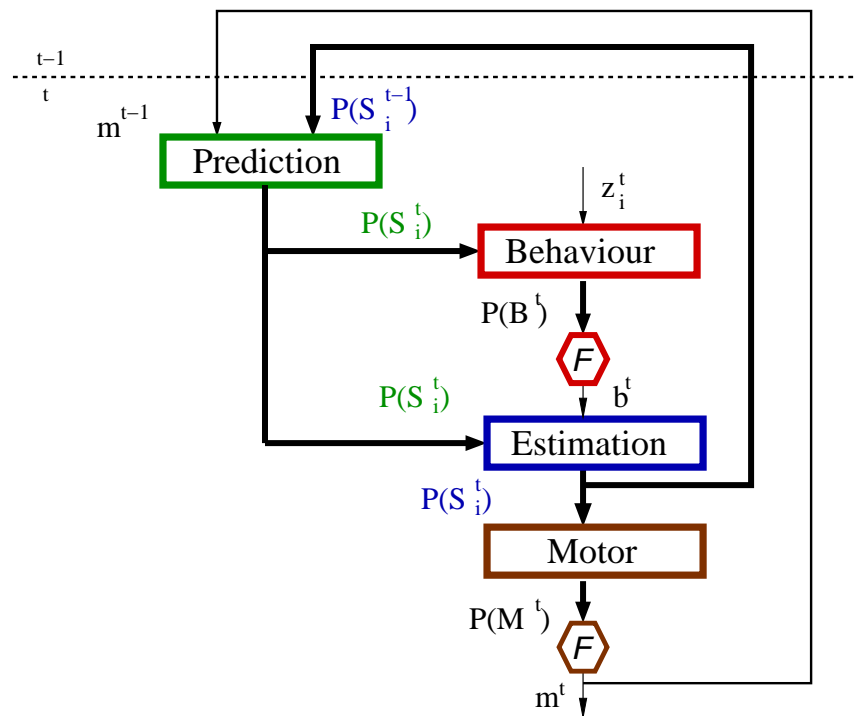 t−1
t
m^{t−1}
P(S_i^{t−1})
Prediction
z_i^t
P(S_i^t)
Behaviour
P(B^t)
F
b^t
P(S_i^t)
Estimation
P(S_i^t)
Motor
P(M^t)
F
m^t